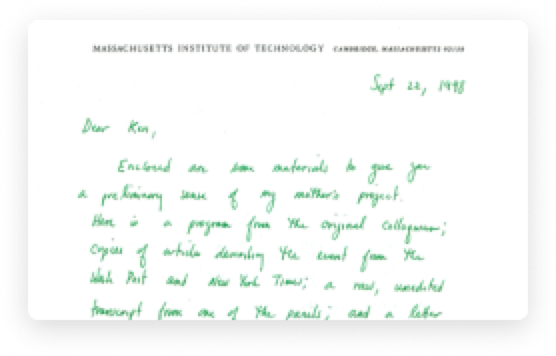 MASSACHUSETTS INSTITUTE OF TECHNOLOGY CAMBRIDGE, MASSACHUSETTS 02139
Sept 22, 1998
Dear Ken,
Enclosed are some materials to give you
a preliminary sense of my mother's project.
Here is a program from the original colloquium;
copies of articles describing the event from the
Wash Post and New York Times; a raw, unedited
transcript from one of the panels; and a letter